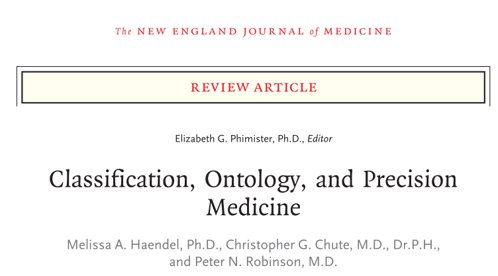 The NEW ENGLAND JOURNAL of MEDICINE
REVIEW ARTICLE
Elizabeth G. Phimister, Ph.D., Editor
Classification, Ontology, and Precision
Medicine
Melissa A. Haendel, Ph.D., Christopher G. Chute, M.D., Dr.P.H.,
and Peter N. Robinson, M.D.